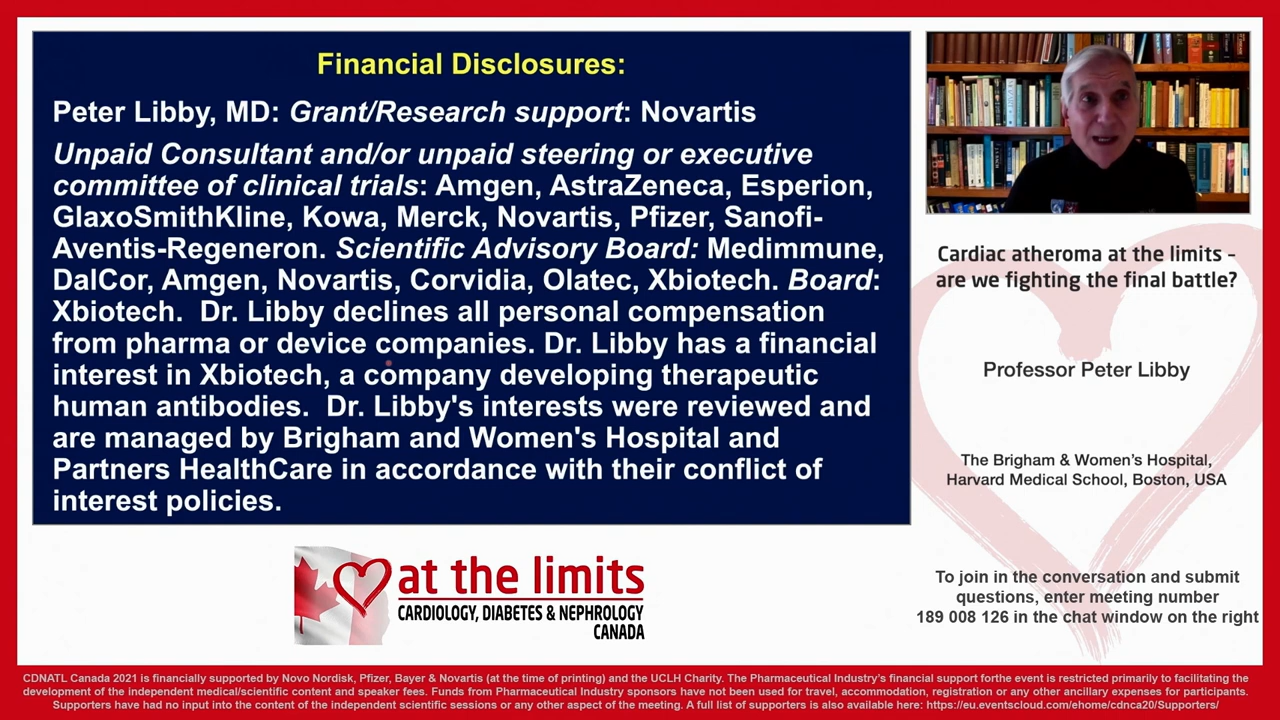 Financial Disclosures:
Peter Libby, MD: Grant/Research support: Novartis
Unpaid Consultant and/or unpaid steering or executive
committee of clinical trials: Amgen, AstraZeneca, Esperion,
GlaxoSmithKline, Kowa, Merck, Novartis, Pfizer, Sanofi-
Aventis-Regeneron. Scientific Advisory Board: Medimmune,
DalCor, Amgen, Novartis, Corvidia, Olatec, Xbiotech. Board:
Xbiotech. Dr. Libby declines all personal compensation
from pharma or device companies. Dr. Libby has a financial
interest in Xbiotech, a company developing therapeutic
human antibodies. Dr. Libby's interests were reviewed and
are managed by Brigham and Women's Hospital and
Partners HealthCare in accordance with their conflict of
interest policies.
Cardiac atheroma at the limits –
are we fighting the final battle?
Professor Peter Libby
The Brigham & Women's Hospital,
Harvard Medical School, Boston, USA
To join in the conversation and submit
questions, enter meeting number
189 008 126 in the chat window on the right
at the limits
CARDIOLOGY, DIABETES & NEPHROLOGY
CANADA
CDNATL Canada 2021 is financially supported by Novo Nordisk, Pfizer, Bayer & Novartis (at the time of printing) and the UCLH Charity. The Pharmaceutical Industry's financial support forthe event is restricted primarily to facilitating the
development of the independent medical/scientific content and speaker fees. Funds from Pharmaceutical Industry sponsors have not been used for travel, accommodation, registration or any other ancillary expenses for participants.
Supporters have had no input into the content of the independent scientific sessions or any other aspect of the meeting. A full list of supporters is also available here: https://eu.eventscloud.com/ehome/cdnca20/Supporters/